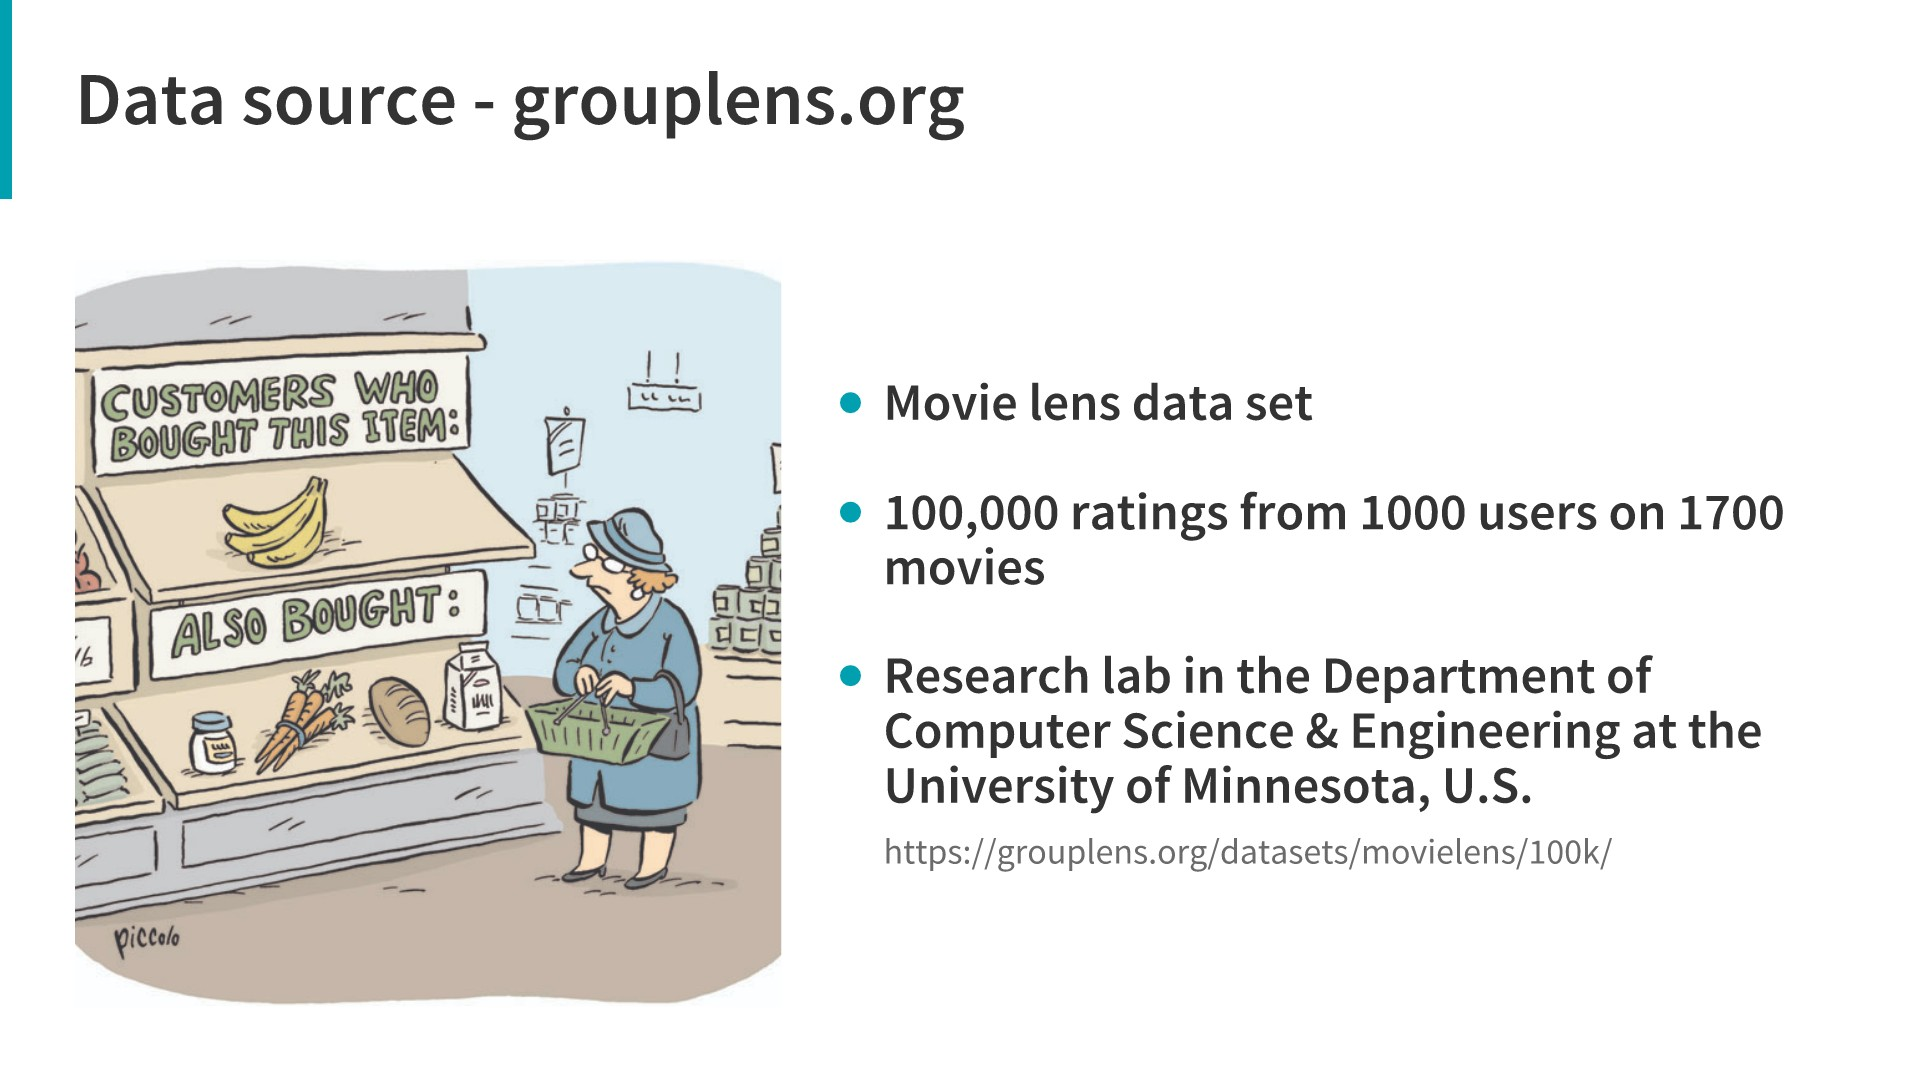 Data source - grouplens.org
CUSTOMERS WHO
BOUGHT THIS ITEM:
ALSO BOUGHT:
/b
piccolo
Movie lens data set
100,000 ratings from 1000 users on 1700
movies
Research lab in the Department of
Computer Science & Engineering at the
University of Minnesota, U.S.
https://grouplens.org/datasets/movielens/100k/